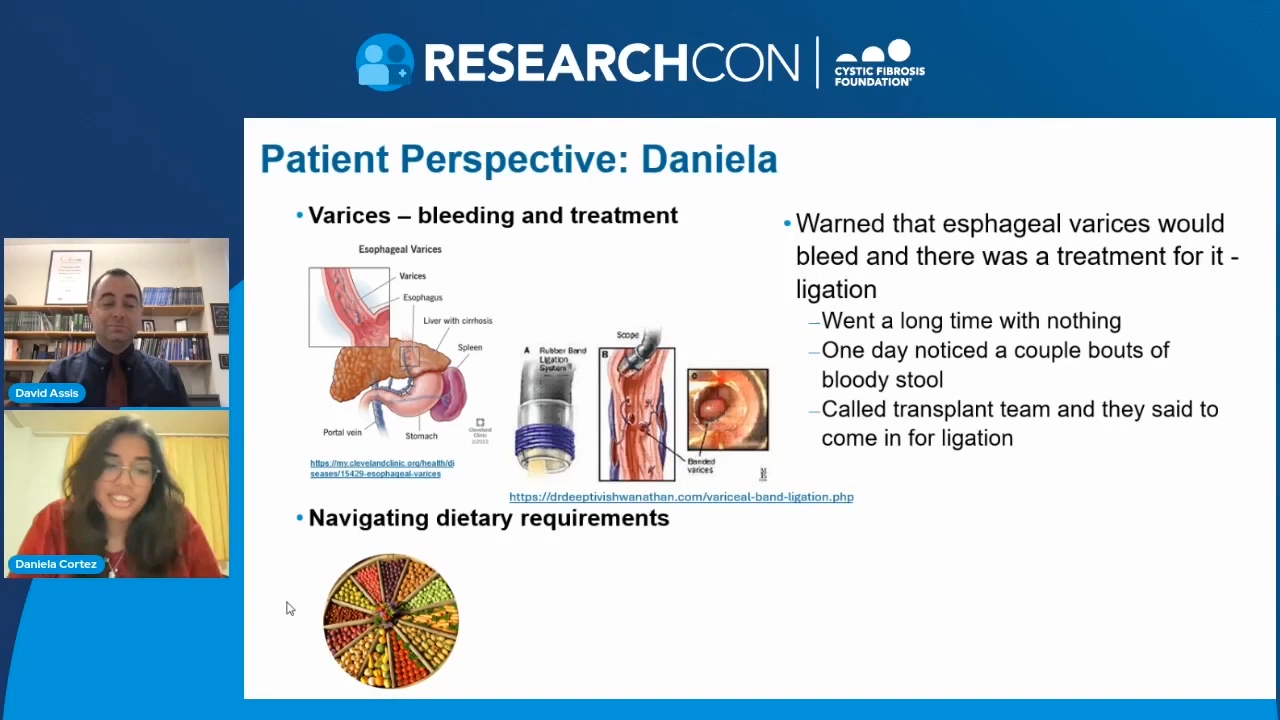 RESEARCHCON
CYSTIC FIBROSIS
FOUNDATION
Patient Perspective: Daniela
• Varices – bleeding and treatment
Esophageal Varices
Varices
Esophagus
Liver with cirrhosis
Spleen
Portal vein
Stomach
Cleveland
Clinic
©2023
https://my.clevelandclinic.org/health/di
seases/15429-esophageal-varices
A Rubber Band
Ligation
System
Scope
B
Banded
varices
https://drdeeptivishwanathan.com/variceal-band-ligation.php
• Navigating dietary requirements
• Warned that esphageal varices would
bleed and there was a treatment for it -
ligation
–Went a long time with nothing
–One day noticed a couple bouts of
bloody stool
–Called transplant team and they said to
come in for ligation
David Assis
Daniela Cortez